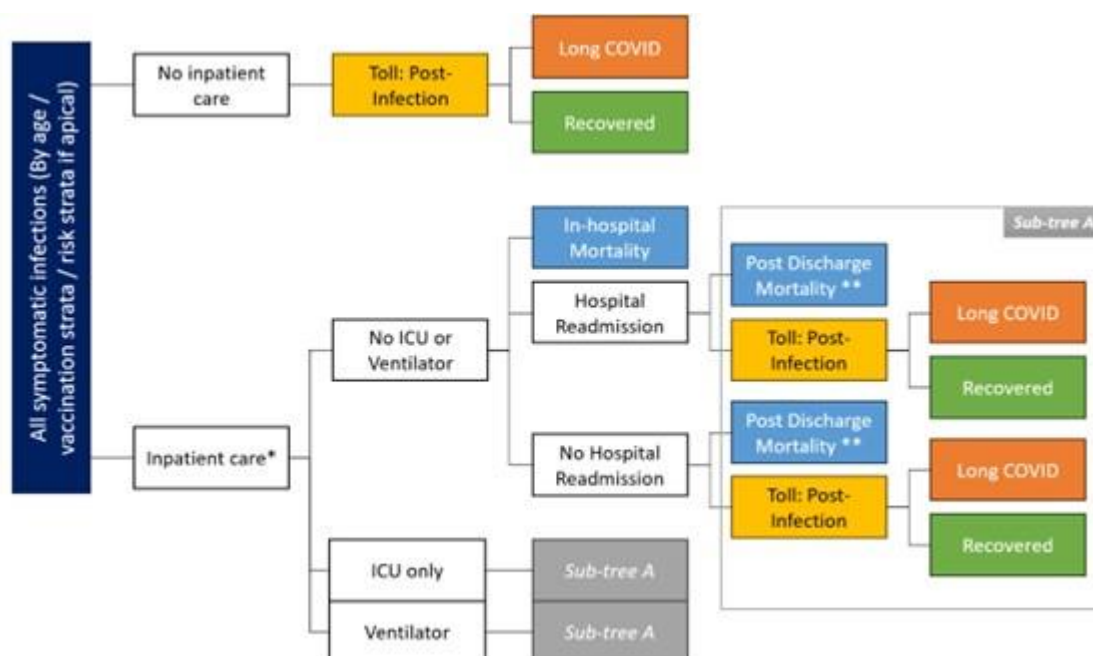 All symptomatic infections (By age /
vaccination strata / risk strata if apical)
No inpatient
care
Toll: Post-
Infection
Long COVID
Recovered
Inpatient care*
No ICU or
Ventilator
In-hospital
Mortality
Hospital
Readmission
No Hospital
Readmission
Sub-tree A
Post Discharge
Mortality **
Toll: Post-
Infection
Long COVID
Recovered
Post Discharge
Mortality **
Toll: Post-
Infection
Long COVID
Recovered
ICU only
Sub-tree A
Ventilator
Sub-tree A